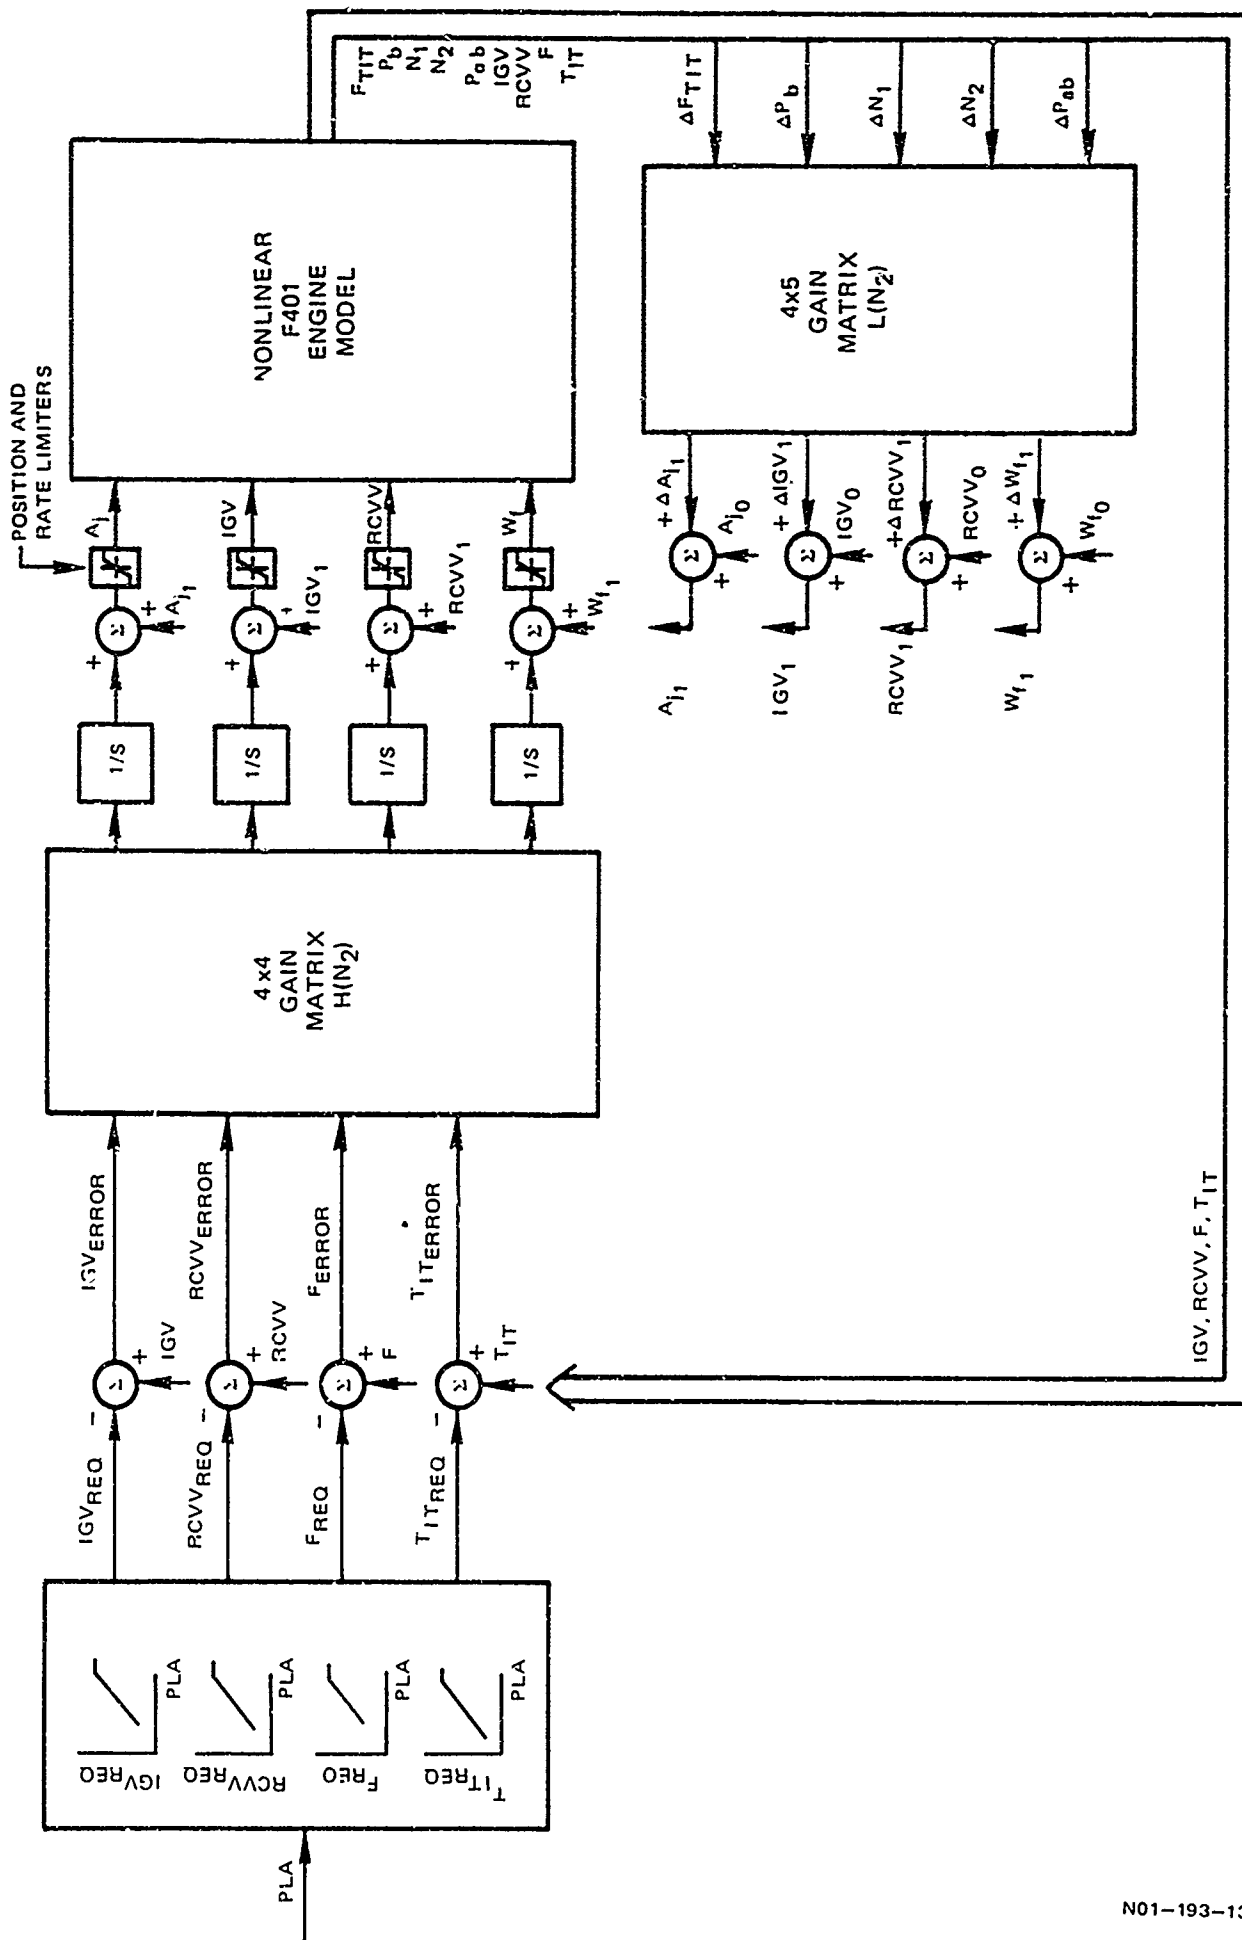 PLA
IGVREQ
PLA
RCVVREQ
PLA
FREQ
PLA
TITREQ
PLA
IGVREQ
RCVVREQ
FREQ
TITREQ
−
+
IGV
−
+
RCVV
−
+
F
−
+
TIT
Σ
Σ
Σ
Σ
IGVERROR
RCVVERROR
FERROR
TITERROR
4x4
GAIN
MATRIX
H(N2)
1/S
1/S
1/S
1/S
+
Σ
+
Aj1
+
Σ
+
IGV1
+
Σ
+
RCVV1
+
Σ
+
Wf1
POSITION AND
RATE LIMITERS
Aj
IGV
RCVV
Wf
NONLINEAR
F401
ENGINE
MODEL
FTIT
Pb
N1
N2
Pab
IGV
RCVV
F
TIT
ΔFTIT
ΔPb
ΔN1
ΔN2
ΔPab
4x5
GAIN
MATRIX
L(N2)
+ ΔAj1
+ ΔIGV1
+ΔRCVV1
+ ΔWf1
Σ
Σ
Σ
Σ
Aj0
+
IGV0
+
RCVV0
+
Wf0
+
Aj1
IGV1
RCVV1
Wf1
IGV, RCVV, F, TIT
N01-193-13